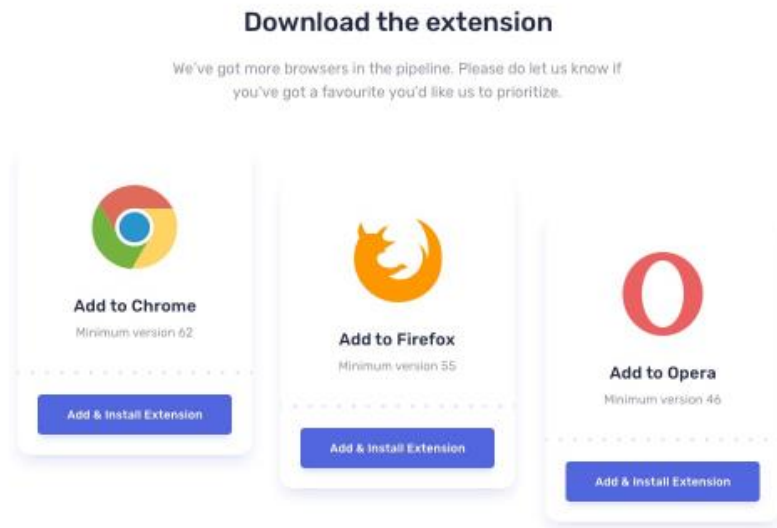 Download the extension
We've got more browsers in the pipeline. Please do let us know if
you've got a favourite you'd like us to prioritize.
Add to Chrome
Minimum version 62
Add & Install Extension
Add to Firefox
Minimum version 55
Add & Install Extension
Add to Opera
Minimum version 46
Add & Install Extension